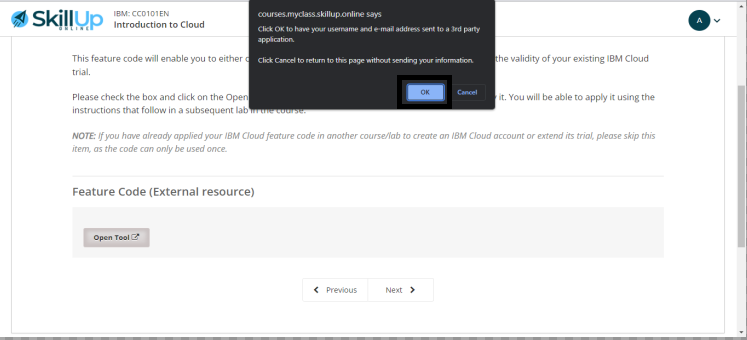 SkillUp
ONLINE
IBM: CC0101EN
Introduction to Cloud
A
courses.myclass.skillup.online says
Click OK to have your username and e-mail address sent to a 3rd party
application.
Click Cancel to return to this page without sending your information.
OK
Cancel
This feature code will enable you to either the validity of your existing IBM Cloud
trial.
Please check the box and click on the Open it. You will be able to apply it using the
instructions that follow in a subsequent lab in the course.
NOTE: If you have already applied your IBM Cloud feature code in another course/lab to create an IBM Cloud account or extend its trial, please skip this
item, as the code can only be used once.
Feature Code (External resource)
Open Tool
Previous
Next